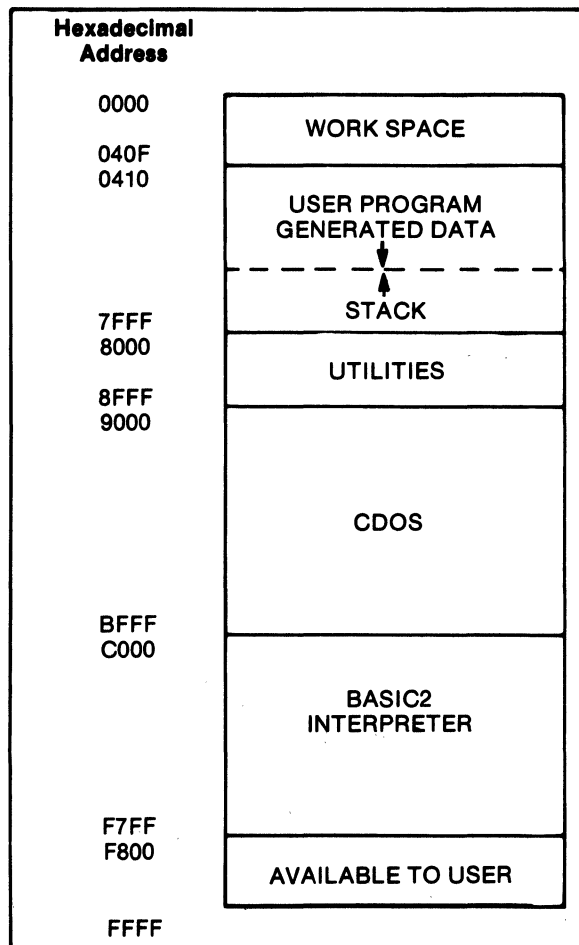 Hexadecimal
Address
0000
WORK SPACE
040F
0410
USER PROGRAM
GENERATED DATA
STACK
7FFF
8000
UTILITIES
8FFF
9000
CDOS
BFFF
C000
BASIC2
INTERPRETER
F7FF
F800
AVAILABLE TO USER
FFFF